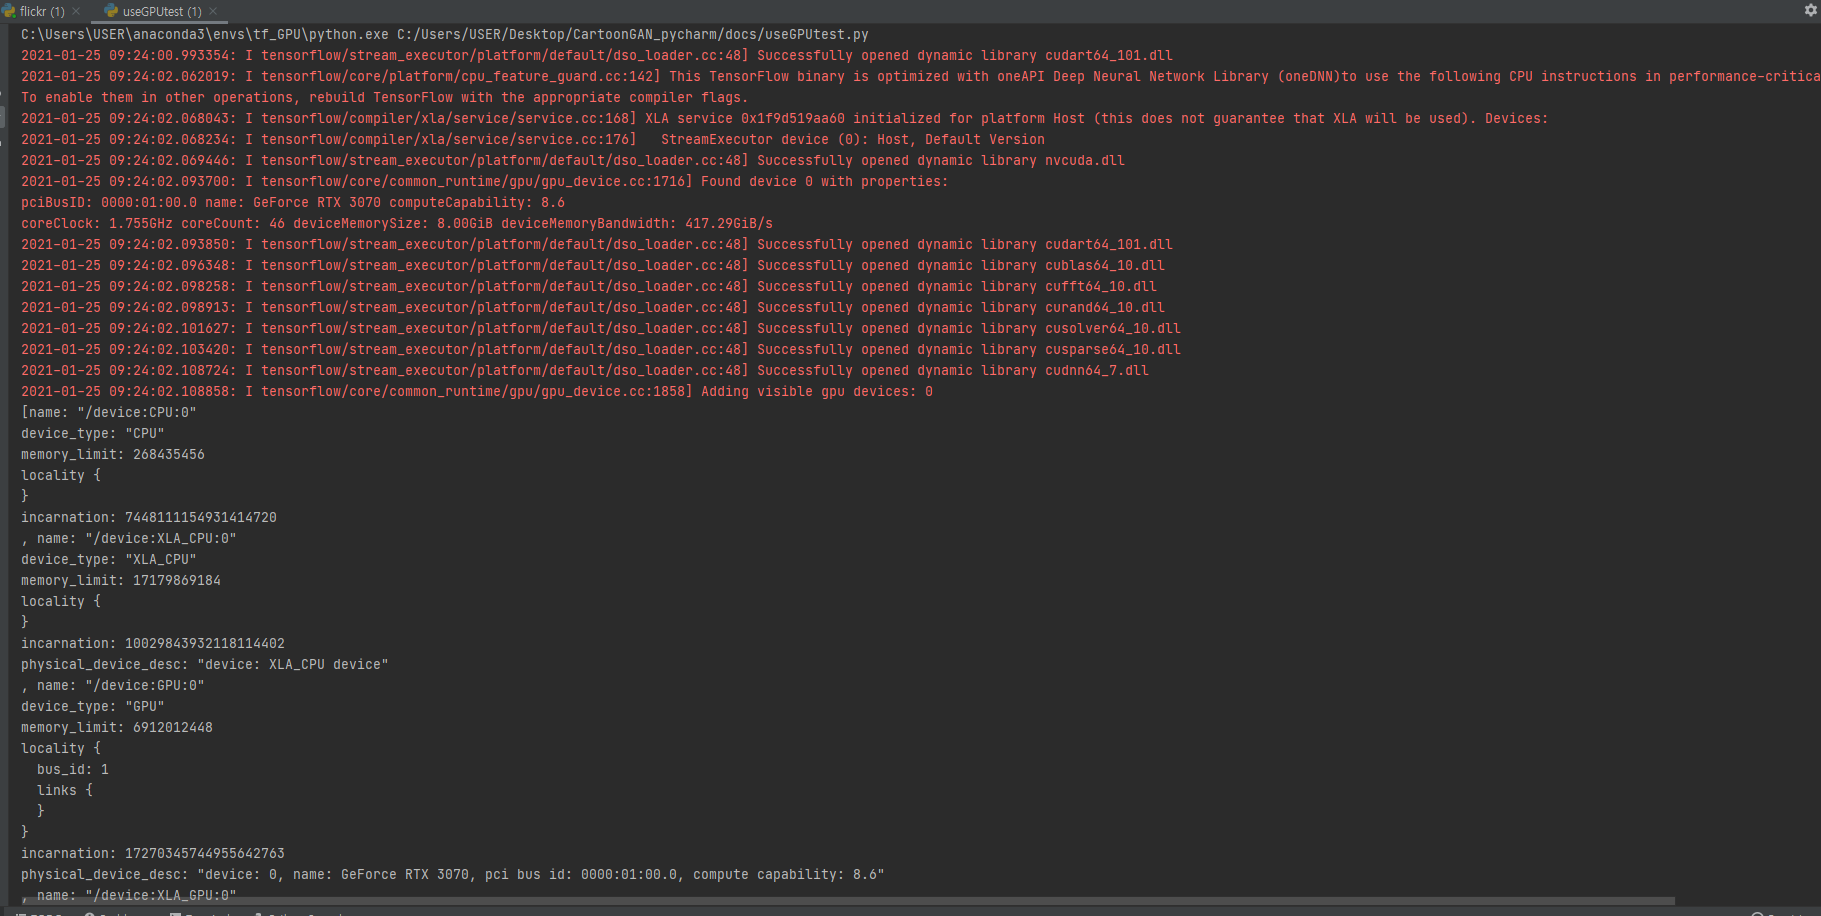 flickr (1)
useGPUtest (1)
C:\Users\USER\anaconda3\envs\tf_GPU\python.exe C:/Users/USER/Desktop/CartoonGAN_pycharm/docs/useGPUtest.py
2021-01-25 09:24:00.993354: I tensorflow/stream_executor/platform/default/dso_loader.cc:48] Successfully opened dynamic library cudart64_101.dll
2021-01-25 09:24:02.062019: I tensorflow/core/platform/cpu_feature_guard.cc:142] This TensorFlow binary is optimized with oneAPI Deep Neural Network Library (oneDNN)to use the following CPU instructions in performance-critica
To enable them in other operations, rebuild TensorFlow with the appropriate compiler flags.
2021-01-25 09:24:02.068043: I tensorflow/compiler/xla/service/service.cc:168] XLA service 0x1f9d519aa60 initialized for platform Host (this does not guarantee that XLA will be used). Devices:
2021-01-25 09:24:02.068234: I tensorflow/compiler/xla/service/service.cc:176]   StreamExecutor device (0): Host, Default Version
2021-01-25 09:24:02.069446: I tensorflow/stream_executor/platform/default/dso_loader.cc:48] Successfully opened dynamic library nvcuda.dll
2021-01-25 09:24:02.093700: I tensorflow/core/common_runtime/gpu/gpu_device.cc:1716] Found device 0 with properties:
pciBusID: 0000:01:00.0 name: GeForce RTX 3070 computeCapability: 8.6
coreClock: 1.755GHz coreCount: 46 deviceMemorySize: 8.00GiB deviceMemoryBandwidth: 417.29GiB/s
2021-01-25 09:24:02.093850: I tensorflow/stream_executor/platform/default/dso_loader.cc:48] Successfully opened dynamic library cudart64_101.dll
2021-01-25 09:24:02.096348: I tensorflow/stream_executor/platform/default/dso_loader.cc:48] Successfully opened dynamic library cublas64_10.dll
2021-01-25 09:24:02.098258: I tensorflow/stream_executor/platform/default/dso_loader.cc:48] Successfully opened dynamic library cufft64_10.dll
2021-01-25 09:24:02.098913: I tensorflow/stream_executor/platform/default/dso_loader.cc:48] Successfully opened dynamic library curand64_10.dll
2021-01-25 09:24:02.101627: I tensorflow/stream_executor/platform/default/dso_loader.cc:48] Successfully opened dynamic library cusolver64_10.dll
2021-01-25 09:24:02.103420: I tensorflow/stream_executor/platform/default/dso_loader.cc:48] Successfully opened dynamic library cusparse64_10.dll
2021-01-25 09:24:02.108724: I tensorflow/stream_executor/platform/default/dso_loader.cc:48] Successfully opened dynamic library cudnn64_7.dll
2021-01-25 09:24:02.108858: I tensorflow/core/common_runtime/gpu/gpu_device.cc:1858] Adding visible gpu devices: 0
[name: "/device:CPU:0"
device_type: "CPU"
memory_limit: 268435456
locality {
}
incarnation: 7448111154931414720
, name: "/device:XLA_CPU:0"
device_type: "XLA_CPU"
memory_limit: 17179869184
locality {
}
incarnation: 10029843932118114402
physical_device_desc: "device: XLA_CPU device"
, name: "/device:GPU:0"
device_type: "GPU"
memory_limit: 6912012448
locality {
  bus_id: 1
  links {
  }
}
incarnation: 17270345744955642763
physical_device_desc: "device: 0, name: GeForce RTX 3070, pci bus id: 0000:01:00.0, compute capability: 8.6"
, name: "/device:XLA_GPU:0"